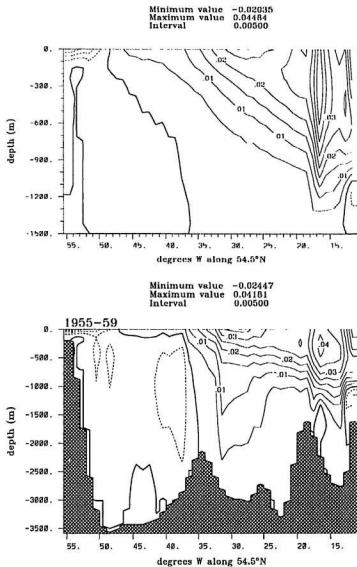 Minimum value -0.02035
Maximum value 0.04484
Interval 0.00500
0.
-300.
-600.
-900.
-1200.
-1500.
depth (m)
.01
.01
.02
.02
.03
.02
.01
.01
55. 50. 45. 40. 35. 30. 25. 20. 15.
degrees W along 54.5°N
Minimum value -0.02447
Maximum value 0.04181
Interval 0.00500
1955-59
0.
-500.
-1000.
-1500.
-2000.
-2500.
-3000.
-3500.
depth (m)
.01
.03
.02
.02
.01
.01
.04
.03
.02
.01
55. 50. 45. 40. 35. 30. 25. 20. 15.
degrees W along 54.5°N